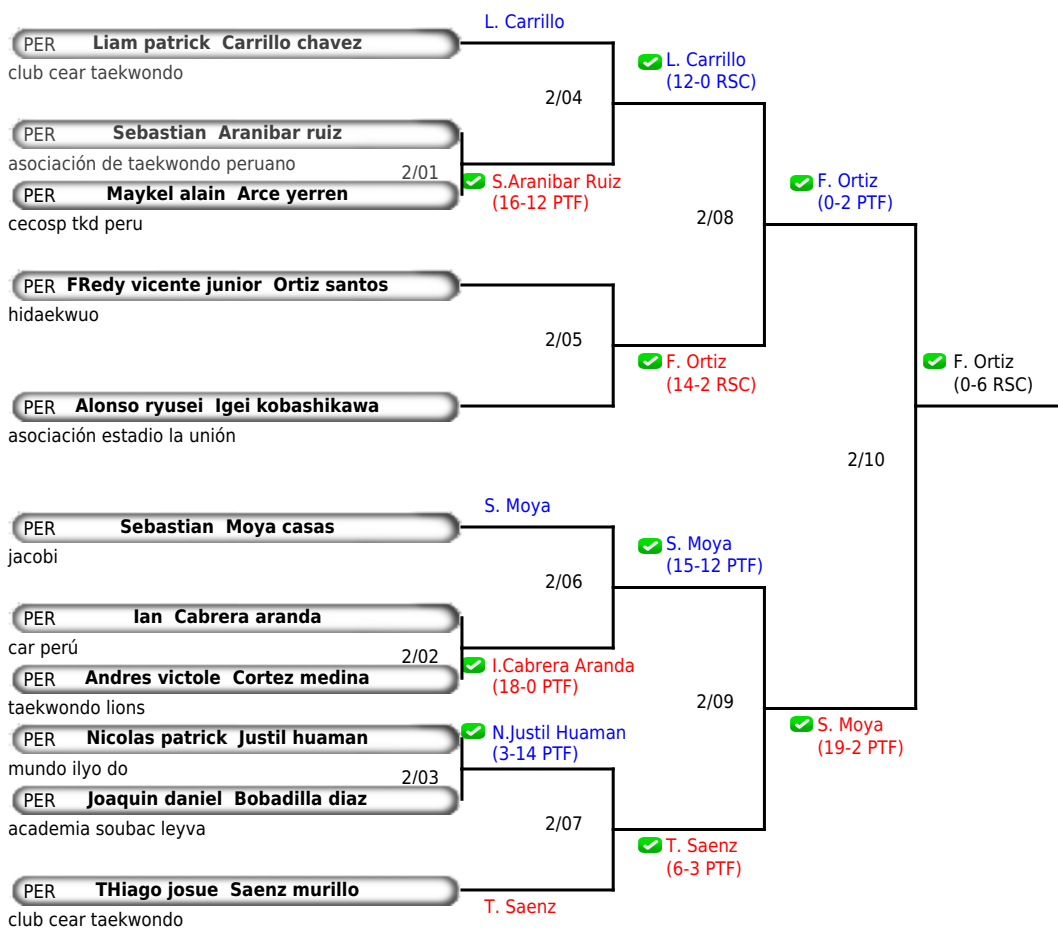 L. Carrillo
PER Liam patrick Carrillo chavez
club cear taekwondo
L. Carrillo
(12-0 RSC)
2/04
PER Sebastian Aranibar ruiz
asociación de taekwondo peruano
2/01
S.Aranibar Ruiz
(16-12 PTF)
PER Maykel alain Arce yerren
cecosp tkd peru
F. Ortiz
(0-2 PTF)
2/08
PER FRedy vicente junior Ortiz santos
hidaekwuo
2/05
F. Ortiz
(14-2 RSC)
F. Ortiz
(0-6 RSC)
PER Alonso ryusei Igei kobashikawa
asociación estadio la unión
2/10
S. Moya
PER Sebastian Moya casas
jacobi
S. Moya
(15-12 PTF)
2/06
PER Ian Cabrera aranda
car perú
2/02
I.Cabrera Aranda
(18-0 PTF)
PER Andres victole Cortez medina
taekwondo lions
2/09
S. Moya
(19-2 PTF)
PER Nicolas patrick Justil huaman
mundo ilyo do
N.Justil Huaman
(3-14 PTF)
2/03
PER Joaquin daniel Bobadilla diaz
academia soubac leyva
2/07
T. Saenz
(6-3 PTF)
PER THiago josue Saenz murillo
club cear taekwondo
T. Saenz